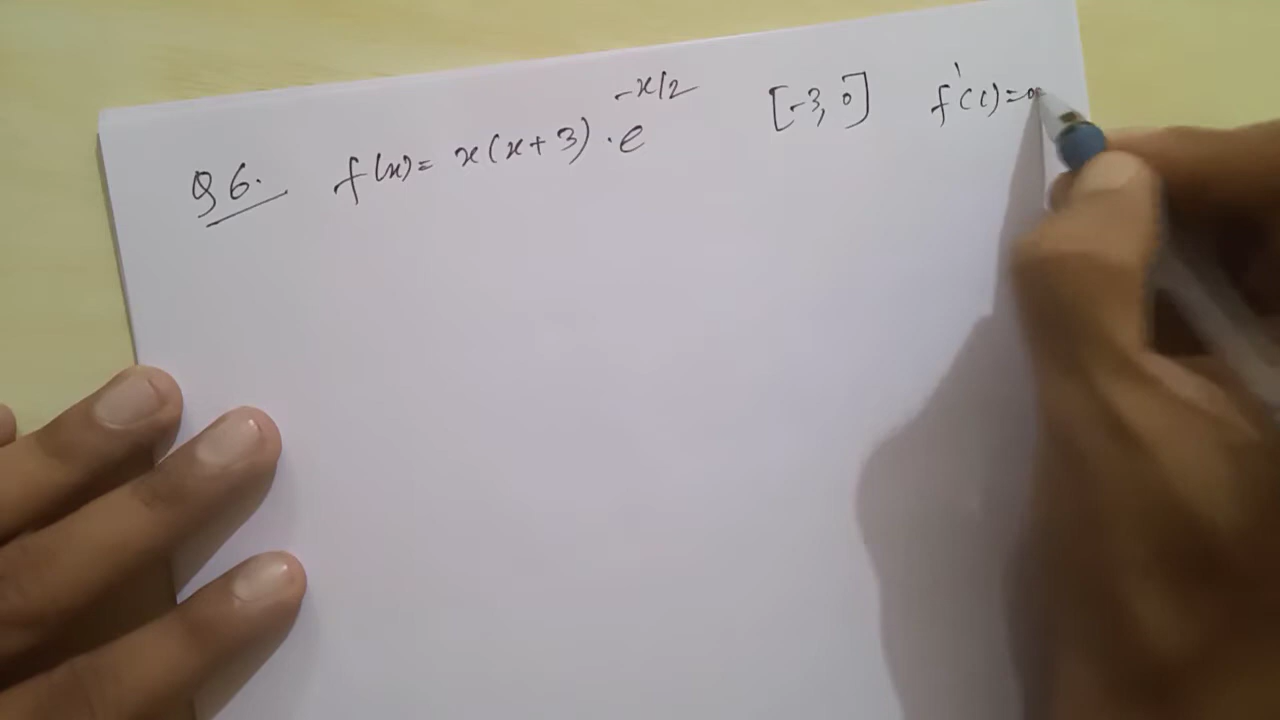 Q6. f(x)= x(x+3).e^-x/2 [-3, 0] f'(c)=0